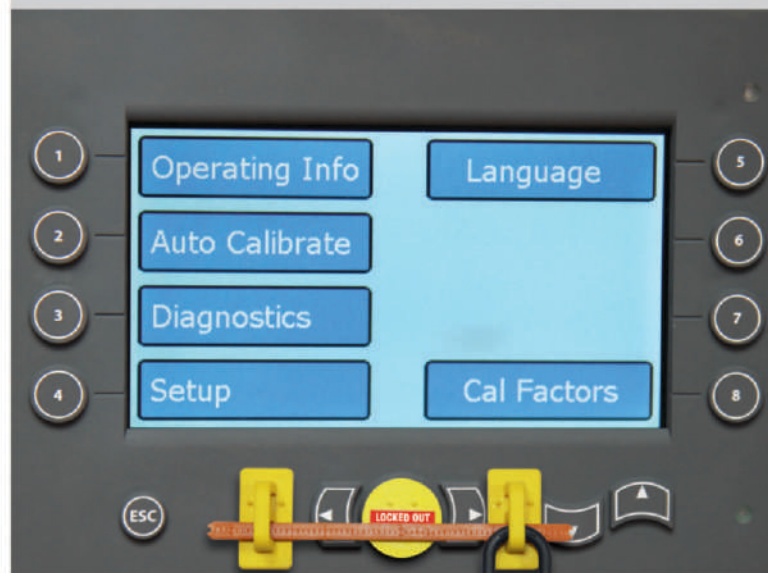 1
Operating Info
Language
5
2
Auto Calibrate
6
3
Diagnostics
7
4
Setup
Cal Factors
8
ESC
LOCKED OUT